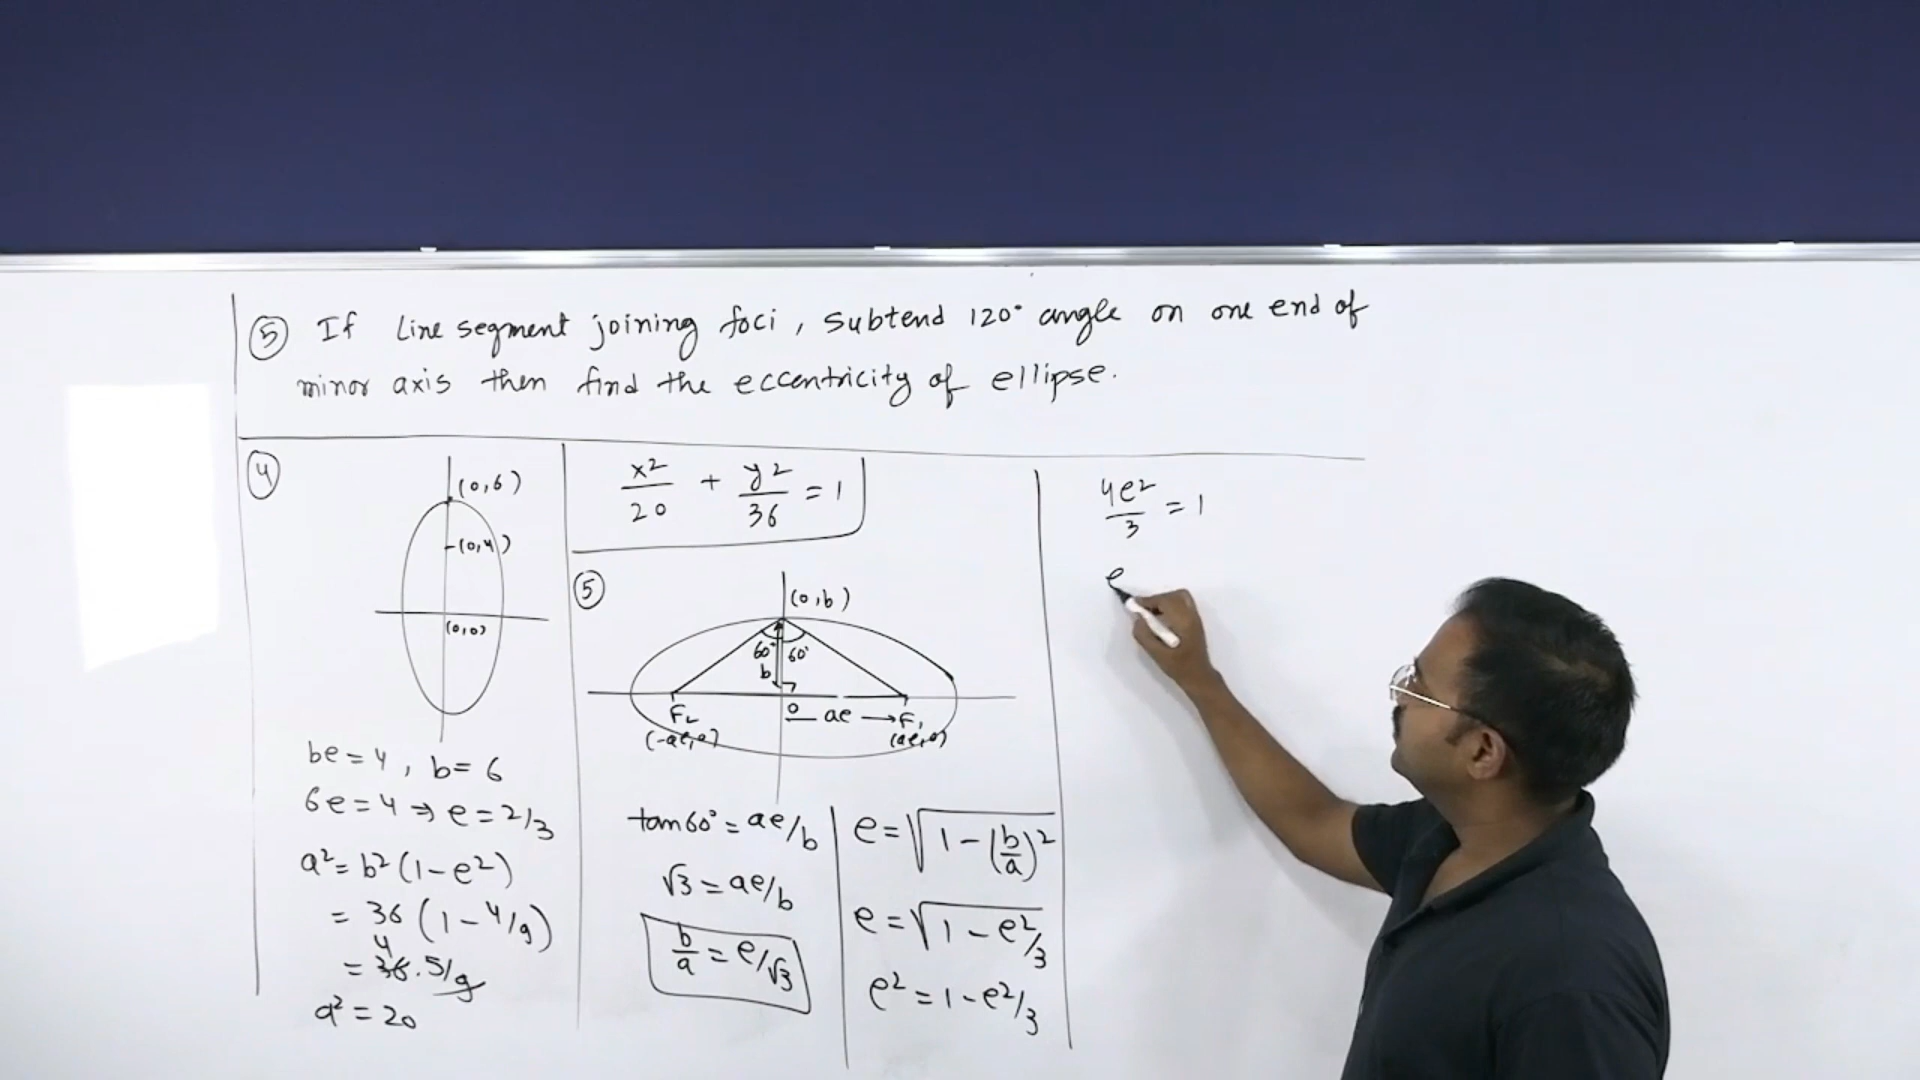 ⑤ If Line segment joining foci, Subtend 120° angle on one end of
minor axis then find the eccentricity of ellipse.
④
(0,6)
(0,4)
(0,0)
be = 4, b = 6
6e = 4 ⇒ e = 2/3
a² = b²(1-e²)
= 36 (1 - 4/9)
4
= 36.5/9
a² = 20
x²/20 + y²/36 = 1
⑤
(0,b)
60° 60°
b
F₂ 0 ae → F₁
(-ae,0) (ae,0)
tan60° = ae/b
√3 = ae/b
b/a = e/√3
e = √(1 - (b/a)²)
e = √(1 - e²/3)
e² = 1 - e²/3
4e²/3 = 1
e